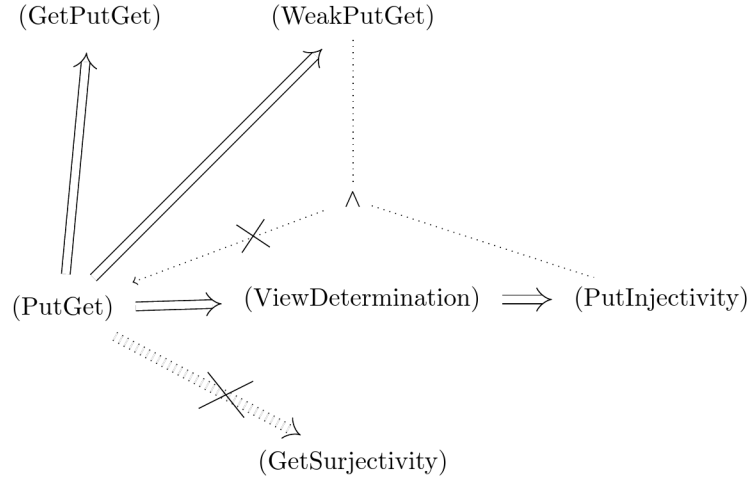 (GetPutGet) (WeakPutGet)
∧
(PutGet) (ViewDetermination) (PutInjectivity)
(GetSurjectivity)